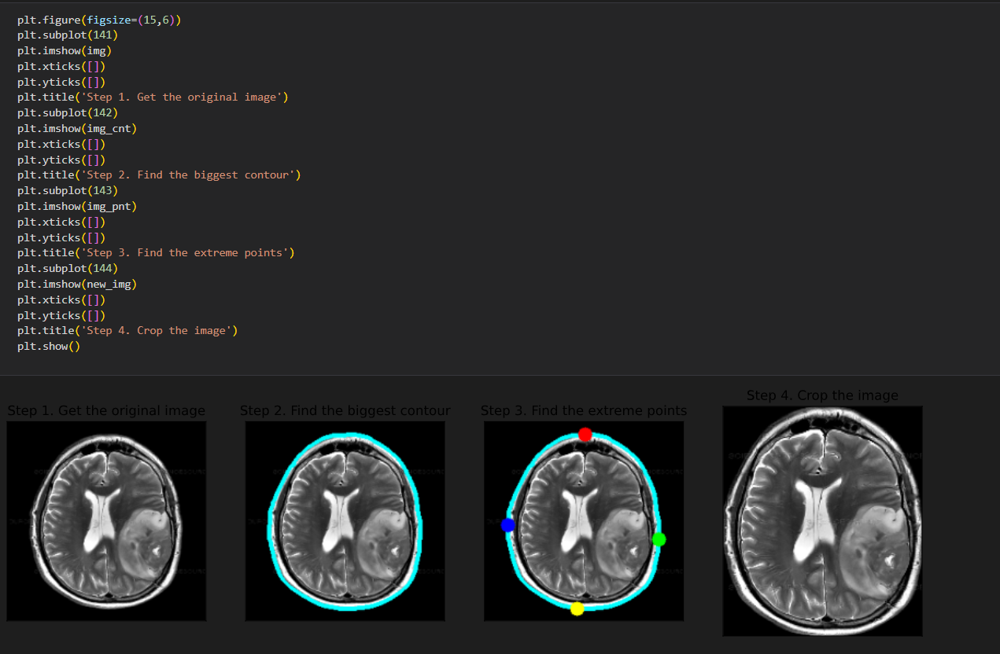 plt.figure(figsize=(15,6))
plt.subplot(141)
plt.imshow(img)
plt.xticks([])
plt.yticks([])
plt.title('Step 1. Get the original image')
plt.subplot(142)
plt.imshow(img_cnt)
plt.xticks([])
plt.yticks([])
plt.title('Step 2. Find the biggest contour')
plt.subplot(143)
plt.imshow(img_pnt)
plt.xticks([])
plt.yticks([])
plt.title('Step 3. Find the extreme points')
plt.subplot(144)
plt.imshow(new_img)
plt.xticks([])
plt.yticks([])
plt.title('Step 4. Crop the image')
plt.show()
Step 1. Get the original image
Step 2. Find the biggest contour
Step 3. Find the extreme points
Step 4. Crop the image